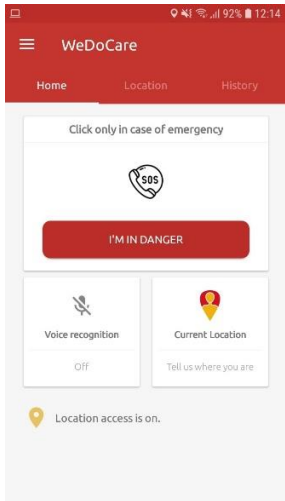 92% 12:14
WeDoCare
Home Location History
Click only in case of emergency
SOS
I'M IN DANGER
Voice recognition Current Location
Off Tell us where you are
Location access is on.